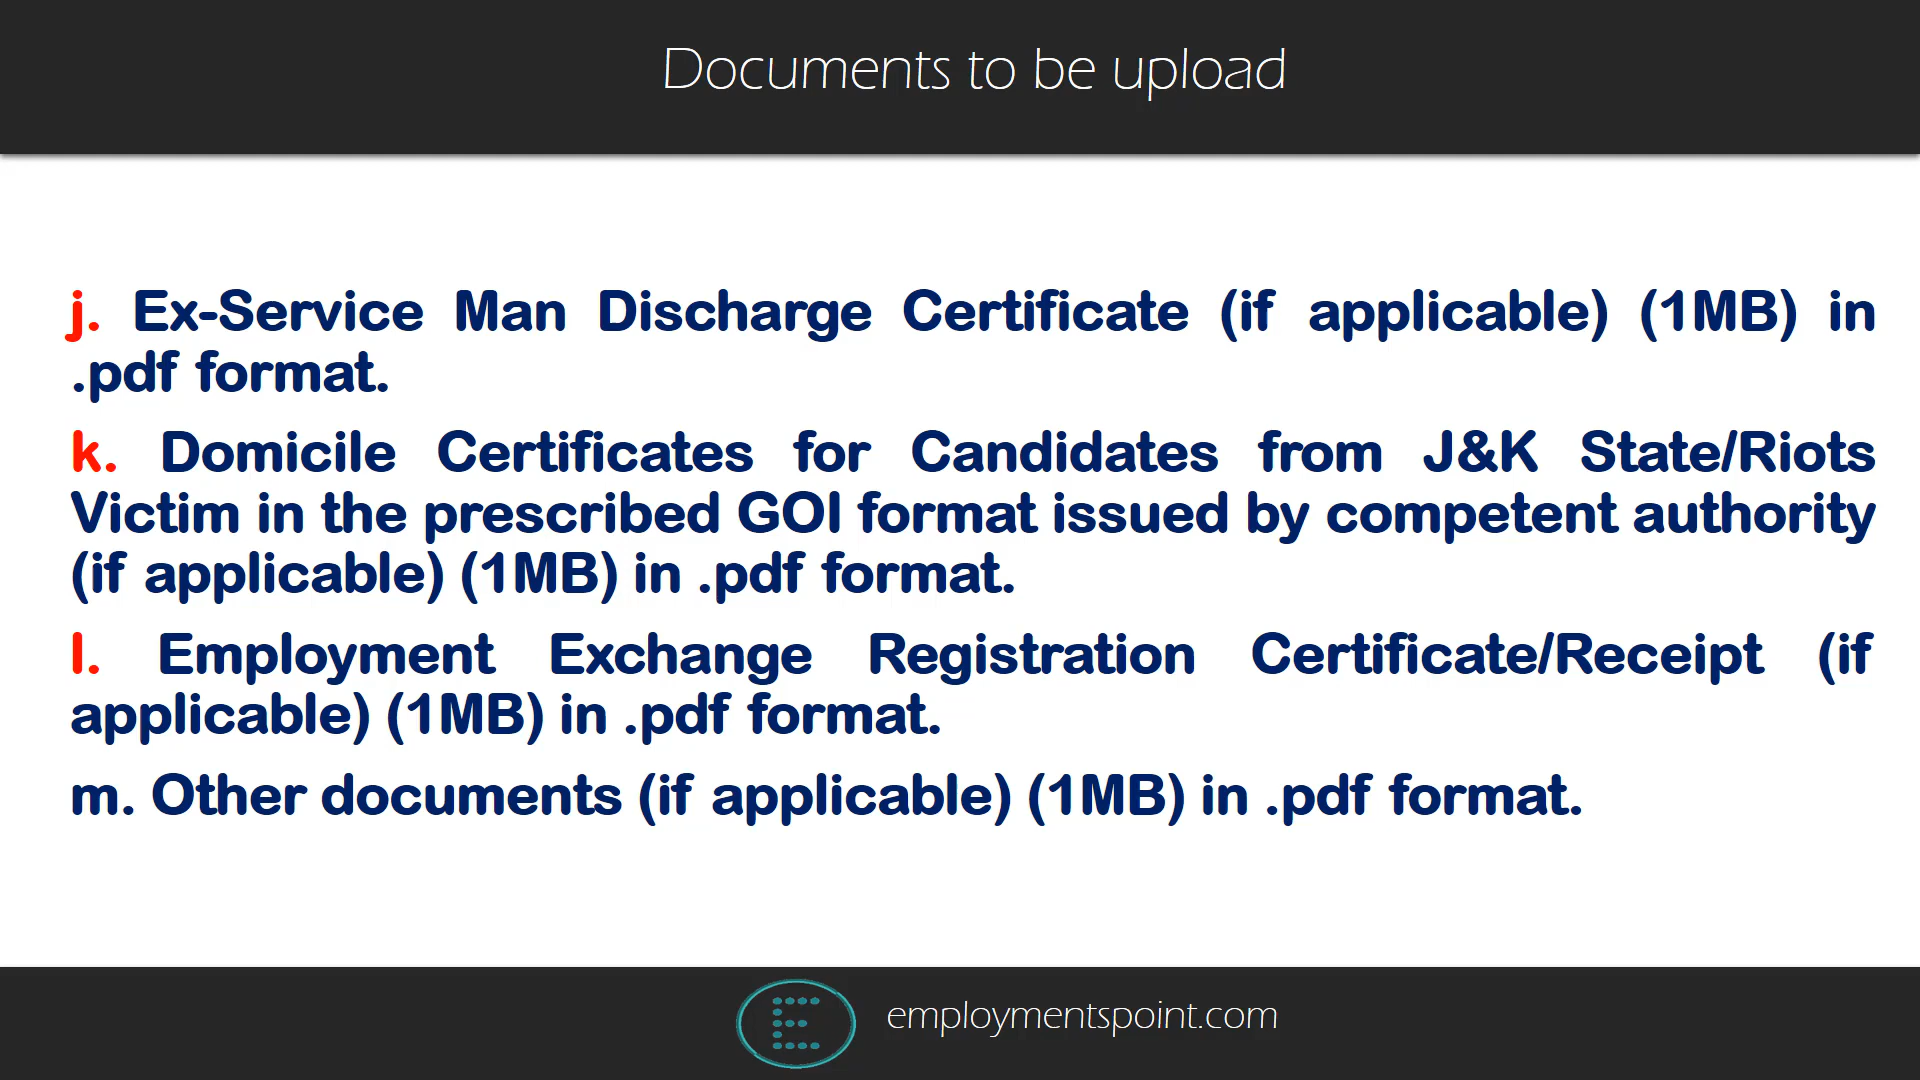 Documents to be upload
j. Ex-Service Man Discharge Certificate (if applicable) (1MB) in
.pdf format.
k. Domicile Certificates for Candidates from J&K State/Riots
Victim in the prescribed GOI format issued by competent authority
(if applicable) (1MB) in .pdf format.
l. Employment Exchange Registration Certificate/Receipt (if
applicable) (1MB) in .pdf format.
m. Other documents (if applicable) (1MB) in .pdf format.
E employmentspoint.com